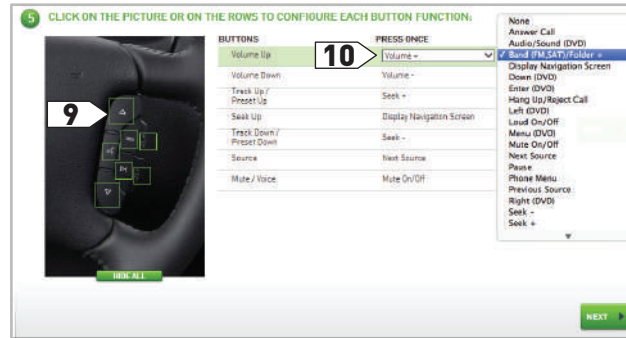 5 CLICK ON THE PICTURE OR ON THE ROWS TO CONFIGURE EACH BUTTON FUNCTION:
BUTTONS PRESS ONCE
Volume Up Volume +
Volume Down Volume -
Track Up / Preset Up Seek +
Seek Up Display Navigation Screen
Track Down / Preset Down Seek -
Source Next Source
Mute / Voice Mute On/Off
9
10
HIDE ALL
None
Answer Call
Audio/Sound (DVD)
✓ Band (FM,SAT)/Folder +
Display Navigation Screen
Down (DVD)
Enter (DVD)
Hang Up/Reject Call
Left (DVD)
Loud On/Off
Menu (DVD)
Mute On/Off
Next Source
Pause
Phone Menu
Previous Source
Right (DVD)
Seek -
Seek +
NEXT